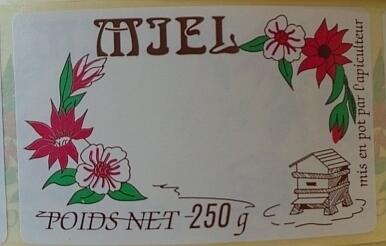 MIEL
mis en pot par l'apiculteur
POIDS NET 250 g